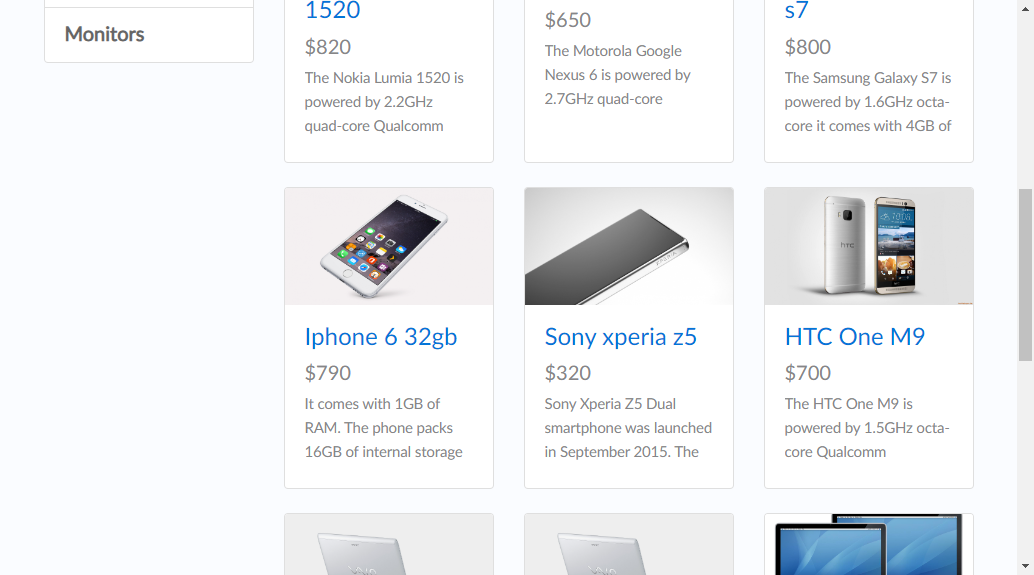 Monitors
1520
$820
The Nokia Lumia 1520 is
powered by 2.2GHz
quad-core Qualcomm
$650
The Motorola Google
Nexus 6 is powered by
2.7GHz quad-core
s7
$800
The Samsung Galaxy S7 is
powered by 1.6GHz octa-
core it comes with 4GB of
Iphone 6 32gb
$790
It comes with 1GB of
RAM. The phone packs
16GB of internal storage
Sony xperia z5
$320
Sony Xperia Z5 Dual
smartphone was launched
in September 2015. The
hTC
HTC One M9
$700
The HTC One M9 is
powered by 1.5GHz octa-
core Qualcomm